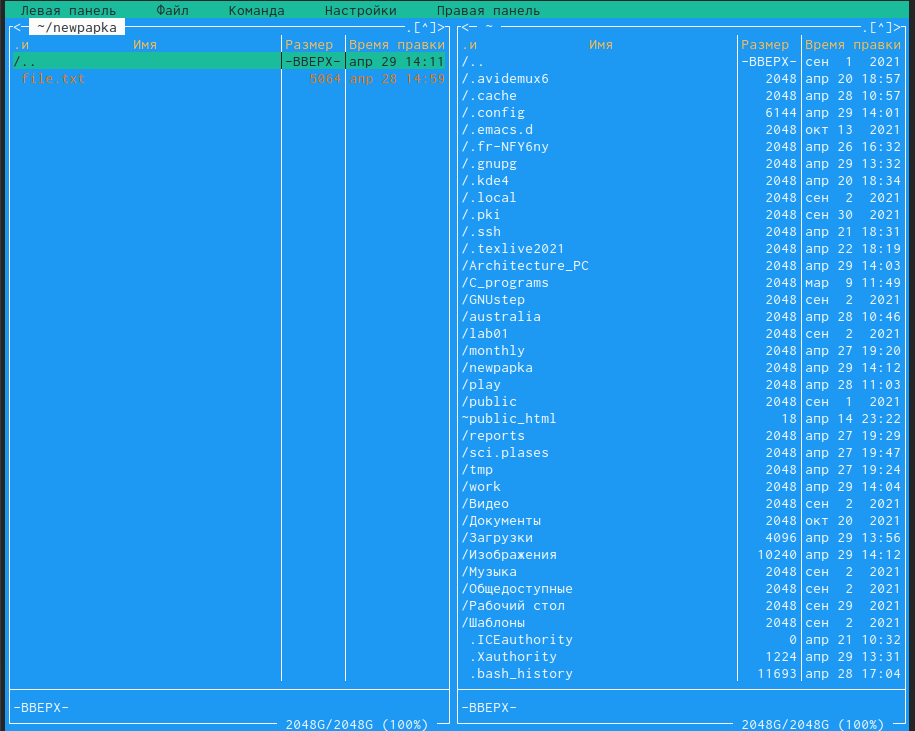 Левая панель Файл Команда Настройки Правая панель
<─ ~/newpapka .[^]>
.и Имя Размер Время правки
/.. -ВВЕРХ- апр 29 14:11
file.txt 5064 апр 28 14:59
-ВВЕРХ-
2048G/2048G (100%)
<─ ~ .[^]>
.и Имя Размер Время правки
/.. -ВВЕРХ- сен 1 2021
/.avidemux6 2048 апр 20 18:57
/.cache 2048 апр 28 10:57
/.config 6144 апр 29 14:01
/.emacs.d 2048 окт 13 2021
/.fr-NFY6ny 2048 апр 26 16:32
/.gnupg 2048 апр 29 13:32
/.kde4 2048 апр 20 18:34
/.local 2048 сен 2 2021
/.pki 2048 сен 30 2021
/.ssh 2048 апр 21 18:31
/.texlive2021 2048 апр 22 18:19
/Architecture_PC 2048 апр 29 14:03
/C_programs 2048 мар 9 11:49
/GNUstep 2048 сен 2 2021
/australia 2048 апр 28 10:46
/lab01 2048 сен 2 2021
/monthly 2048 апр 27 19:20
/newpapka 2048 апр 29 14:12
/play 2048 апр 28 11:03
/public 2048 сен 1 2021
~public_html 18 апр 14 23:22
/reports 2048 апр 27 19:29
/sci.plases 2048 апр 27 19:47
/tmp 2048 апр 27 19:24
/work 2048 апр 29 14:04
/Видео 2048 сен 2 2021
/Документы 2048 окт 20 2021
/Загрузки 4096 апр 29 13:56
/Изображения 10240 апр 29 14:12
/Музыка 2048 сен 2 2021
/Общедоступные 2048 сен 2 2021
/Рабочий стол 2048 сен 29 2021
/Шаблоны 2048 сен 2 2021
.ICEauthority 0 апр 21 10:32
.Xauthority 1224 апр 29 13:31
.bash_history 11693 апр 28 17:04
-ВВЕРХ-
2048G/2048G (100%)